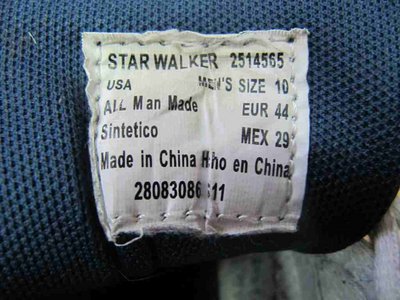 STAR WALKER 2514565
USA MEN'S SIZE 10
ALL Man Made EUR 44
Sintetico MEX 29
Made in China Hho en China
28083086